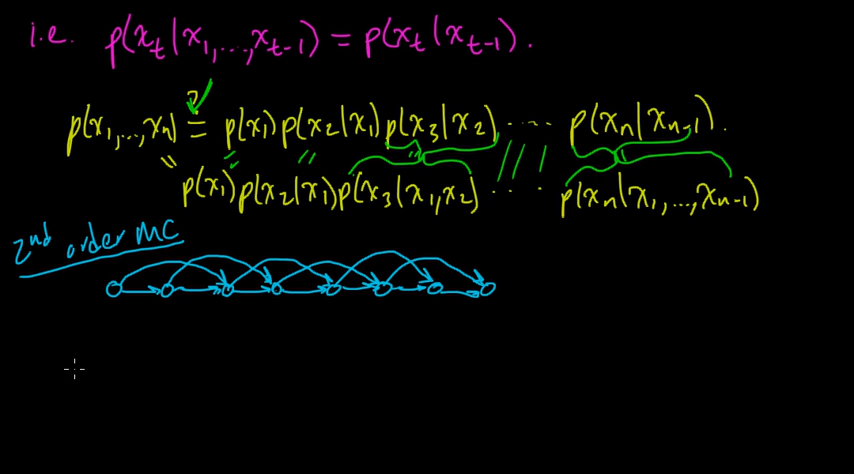 i.e. p(x_t|x_1,...,x_{t-1}) = p(x_t|x_{t-1}).
?
p(x_1,...,x_n) = p(x_1) p(x_2|x_1) p(x_3|x_2) ···· p(x_n|x_{n-1}).
p(x_1) p(x_2|x_1) p(x_3|x_1,x_2) ··· p(x_n|x_1,...,x_{n-1})
2nd order MC